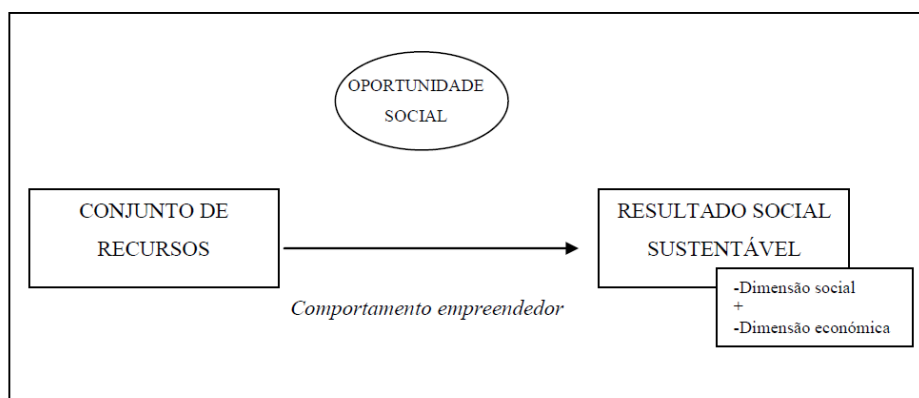 OPORTUNIDADE
SOCIAL
CONJUNTO DE
RECURSOS
RESULTADO SOCIAL
SUSTENTÁVEL
-Dimensão social
+
-Dimensão económica
Comportamento empreendedor